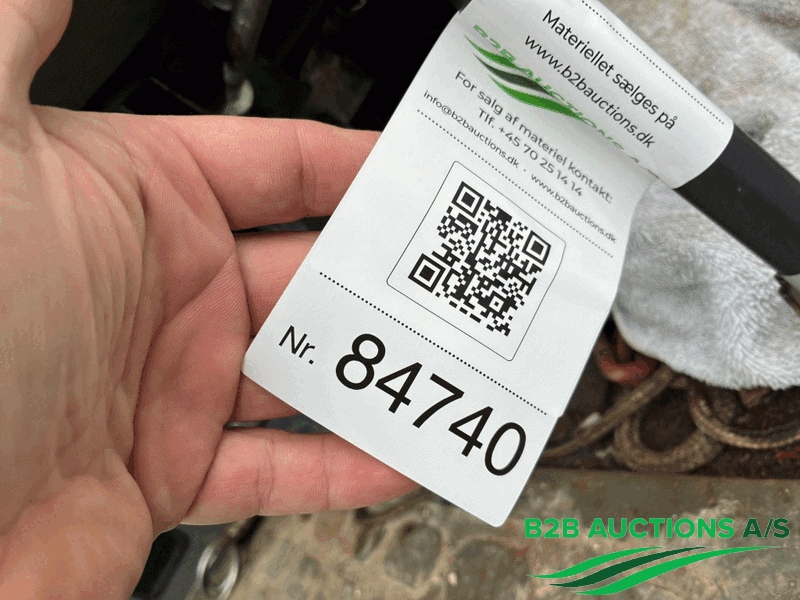 Materiellet sælges på
www.b2bauctions.dk
B2B AUCTIONS A/S
For salg af materiel kontakt:
Tlf. +45 70 25 14 14
info@b2bauctions.dk · www.b2bauctions.dk
Nr. 84740
B2B AUCTIONS A/S